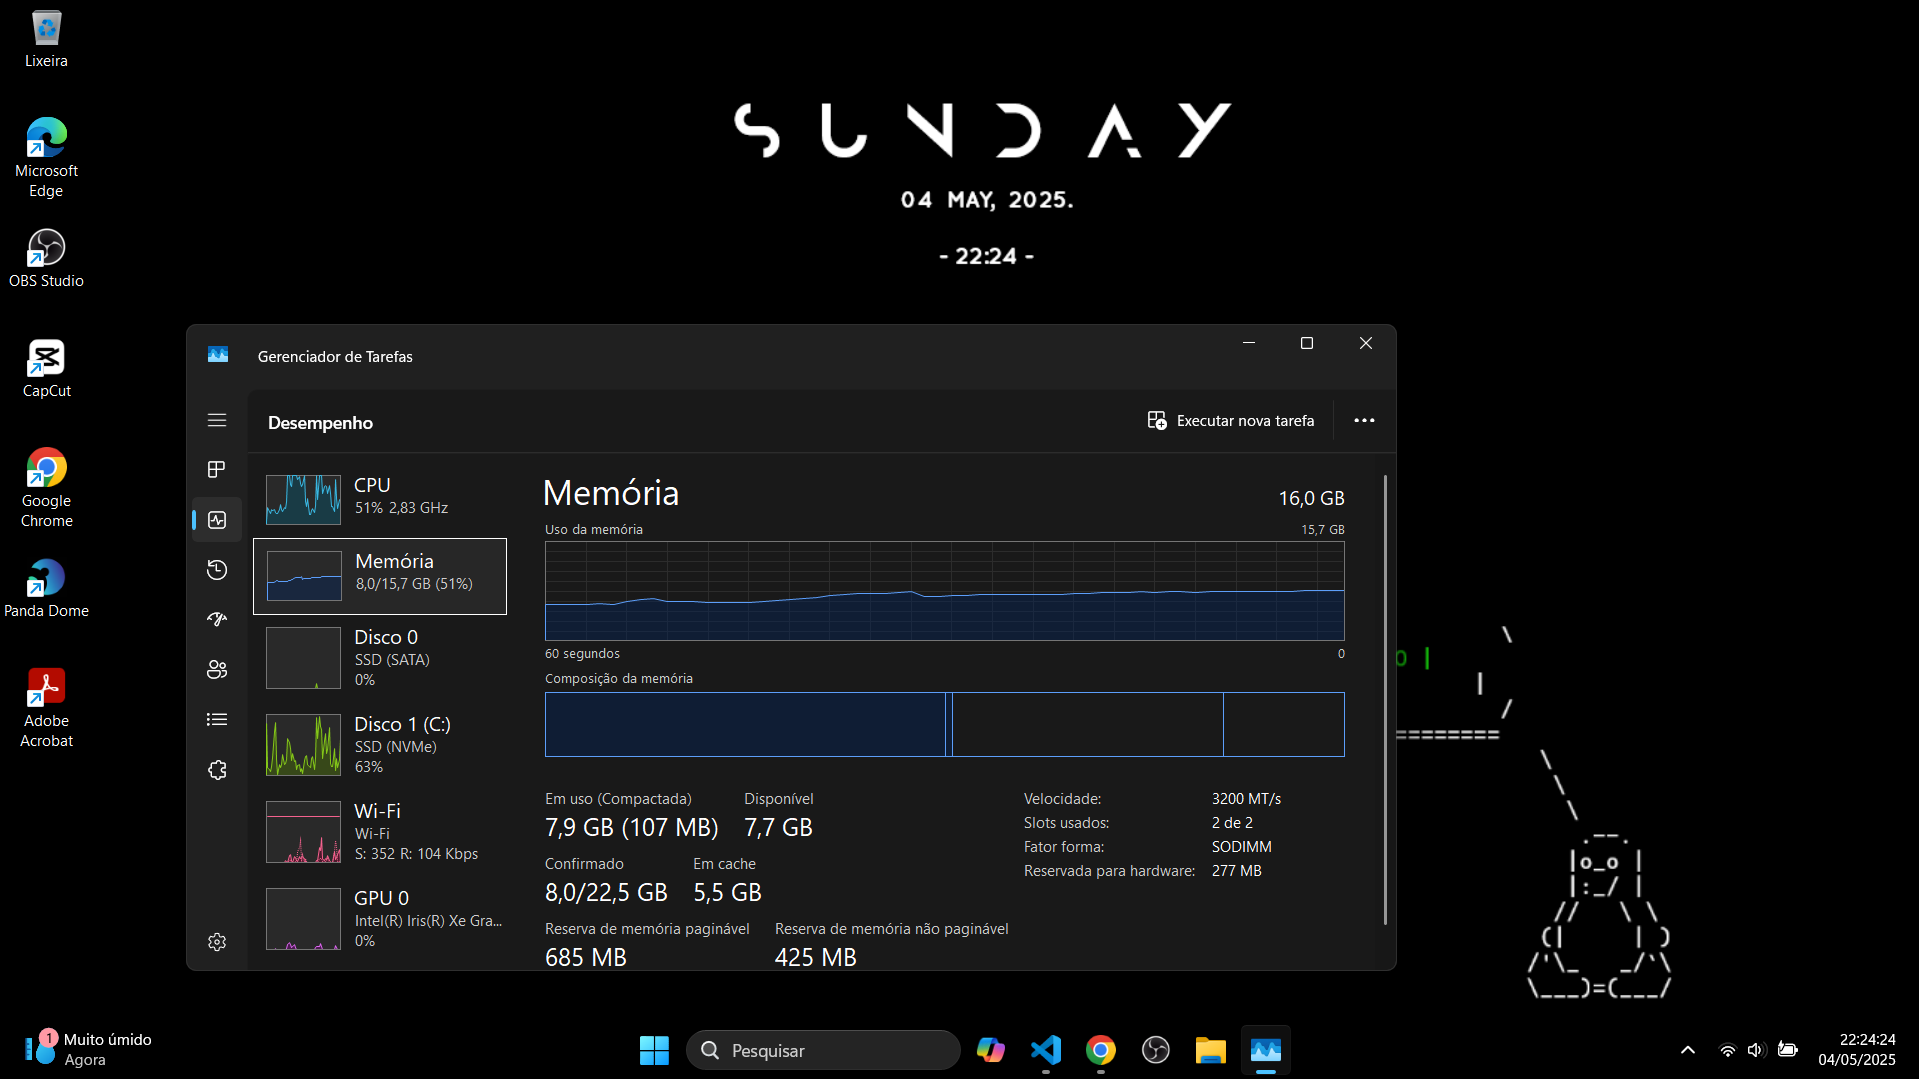 Lixeira
Microsoft
Edge
OBS Studio
CapCut
Google
Chrome
Panda Dome
Adobe
Acrobat
SUNDAY
04 MAY, 2025.
- 22:24 -
Gerenciador de Tarefas
Desempenho
Executar nova tarefa
CPU
51% 2,83 GHz
Memória
8,0/15,7 GB (51%)
Disco 0
SSD (SATA)
0%
Disco 1 (C:)
SSD (NVMe)
63%
Wi-Fi
Wi-Fi
S: 352 R: 104 Kbps
GPU 0
Intel(R) Iris(R) Xe Gra...
0%
Memória
16,0 GB
Uso da memória
15,7 GB
60 segundos
0
Composição da memória
Em uso (Compactada)
7,9 GB (107 MB)
Disponível
7,7 GB
Confirmado
8,0/22,5 GB
Em cache
5,5 GB
Reserva de memória paginável
685 MB
Reserva de memória não paginável
425 MB
Velocidade:
3200 MT/s
Slots usados:
2 de 2
Fator forma:
SODIMM
Reservada para hardware:
277 MB
1
Muito úmido
Agora
Pesquisar
22:24:24
04/05/2025